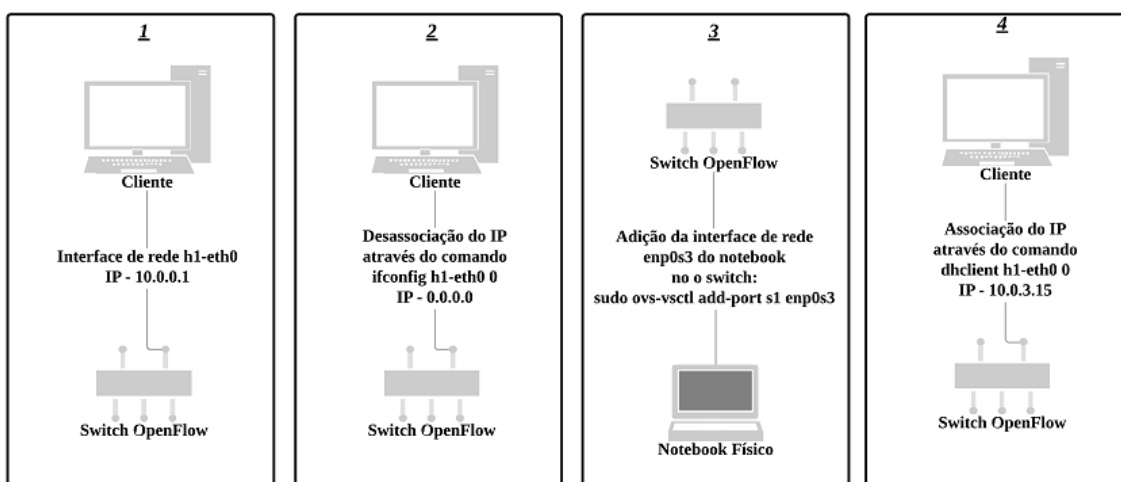 1
Cliente
Interface de rede h1-eth0
IP - 10.0.0.1
Switch OpenFlow
2
Cliente
Desassociação do IP
através do comando
ifconfig h1-eth0 0
IP - 0.0.0.0
Switch OpenFlow
3
Switch OpenFlow
Adição da interface de rede
enp0s3 do notebook
no o switch:
sudo ovs-vsctl add-port s1 enp0s3
Notebook Físico
4
Cliente
Associação do IP
através do comando
dhclient h1-eth0 0
IP - 10.0.3.15
Switch OpenFlow